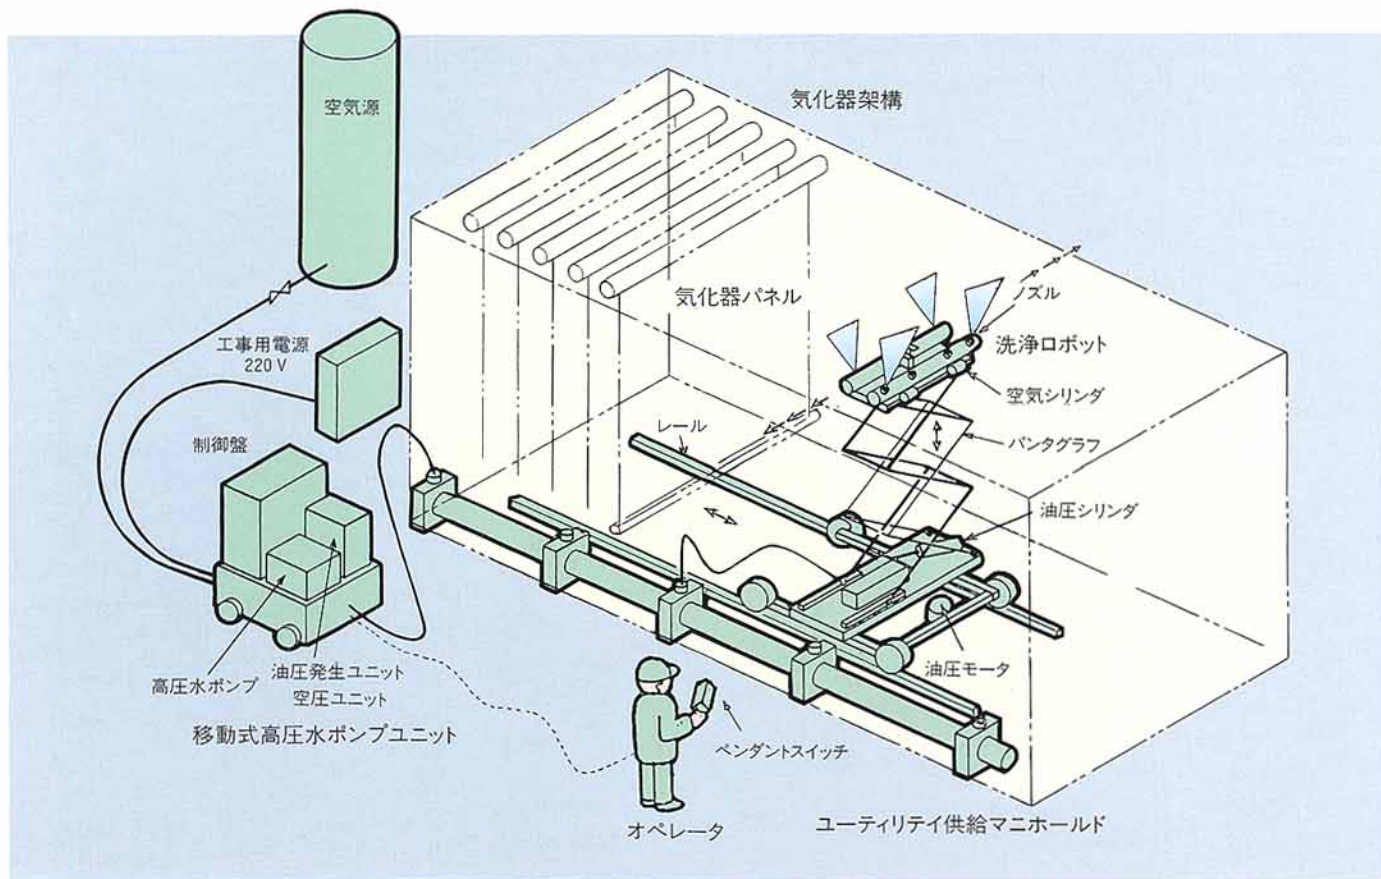 空気源
気化器架構
気化器パネル
ノズル
洗浄ロボット
工事用電源
220 V
空気シリンダ
レール
パンタグラフ
制御盤
油圧シリンダ
油圧モータ
高圧水ポンプ
油圧発生ユニット
空圧ユニット
移動式高圧水ポンプユニット
ペンダントスイッチ
オペレータ
ユーティリテイ供給マニホールド